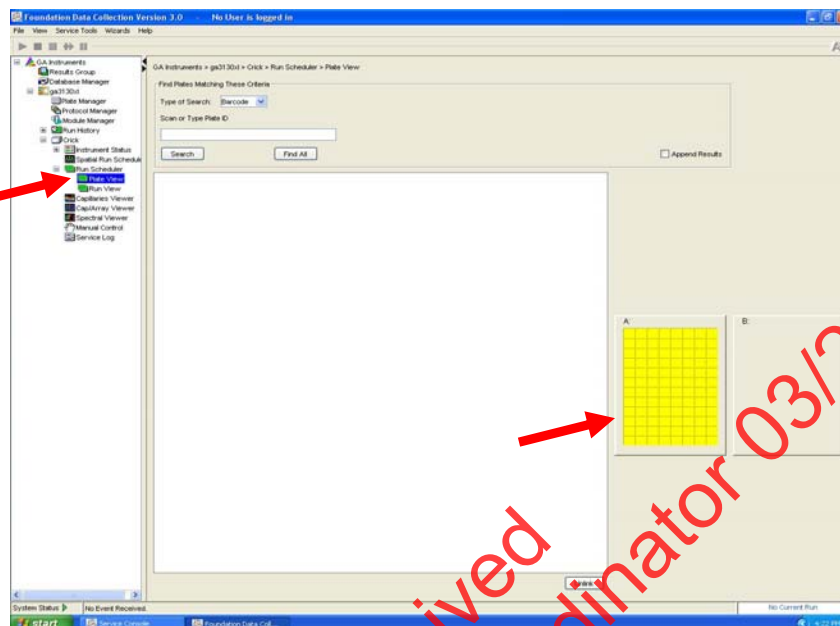 Foundation Data Collection Version 3.0 - No User is logged in
File View Service Tools Wizards Help
GA Instruments
Results Group
Database Manager
ga3130xl
Plate Manager
Protocol Manager
Module Manager
Run History
Crick
Instrument Status
Spatial Run Schedule
Run Scheduler
Plate View
Run View
Capillaries Viewer
Cap/Array Viewer
Spectral Viewer
Manual Control
Service Log
GA Instruments > ga3130xl > Crick > Run Scheduler > Plate View
Find Plates Matching These Criteria
Type of Search: Barcode
Scan or Type Plate ID
Search Find All Append Results
A: B:
System Status No Event Received. No Current Run
start Service Console Foundation Data Coll... 4:22 PM